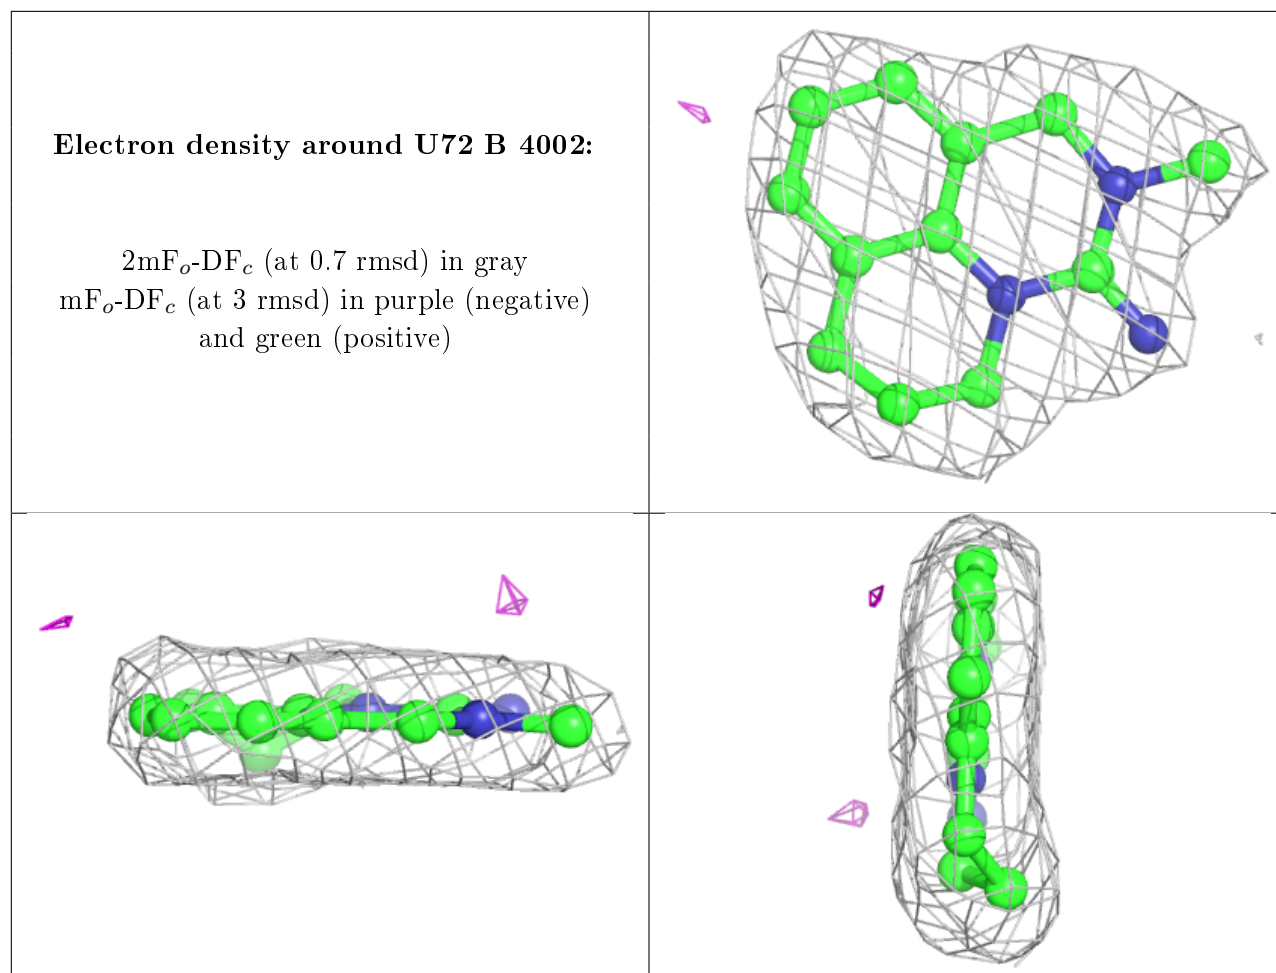 Electron density around U72 B 4002:
2mFo-DFc (at 0.7 rmsd) in gray
mFo-DFc (at 3 rmsd) in purple (negative)
and green (positive)